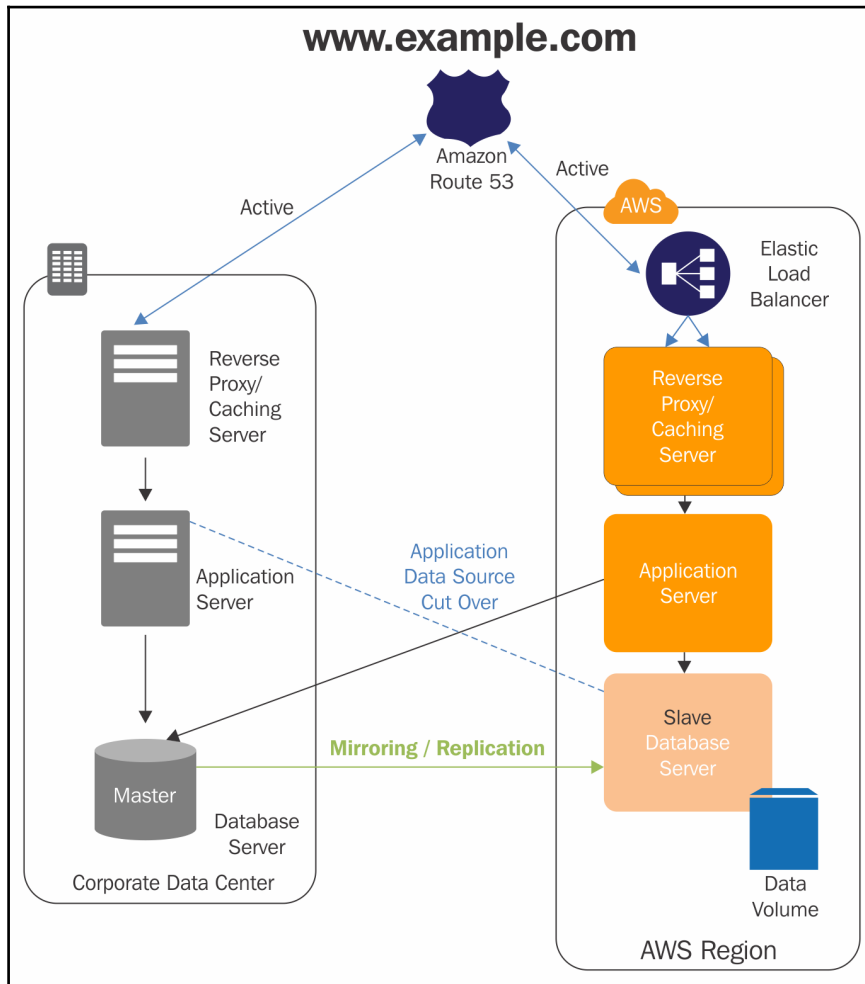 www.example.com
Amazon
Route 53
Active
Active
AWS
Elastic
Load
Balancer
Reverse
Proxy/
Caching
Server
Reverse
Proxy/
Caching
Server
Application
Server
Application
Data Source
Cut Over
Application
Server
Mirroring / Replication
Slave
Database
Server
Master
Database
Server
Corporate Data Center
Data
Volume
AWS Region